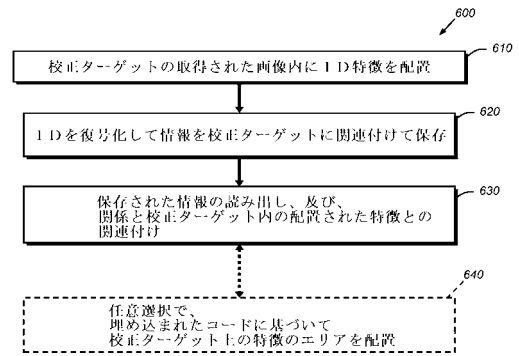 600
610
校正ターゲットの取得された画像内にＩＤ特徴を配置
620
ＩＤを復号化して情報を校正ターゲットに関連付けて保存
630
保存された情報の読み出し、及び、
関係と校正ターゲット内の配置された特徴との
関連付け
640
任意選択で、
埋め込まれたコードに基づいて
校正ターゲット上の特徴のエリアを配置